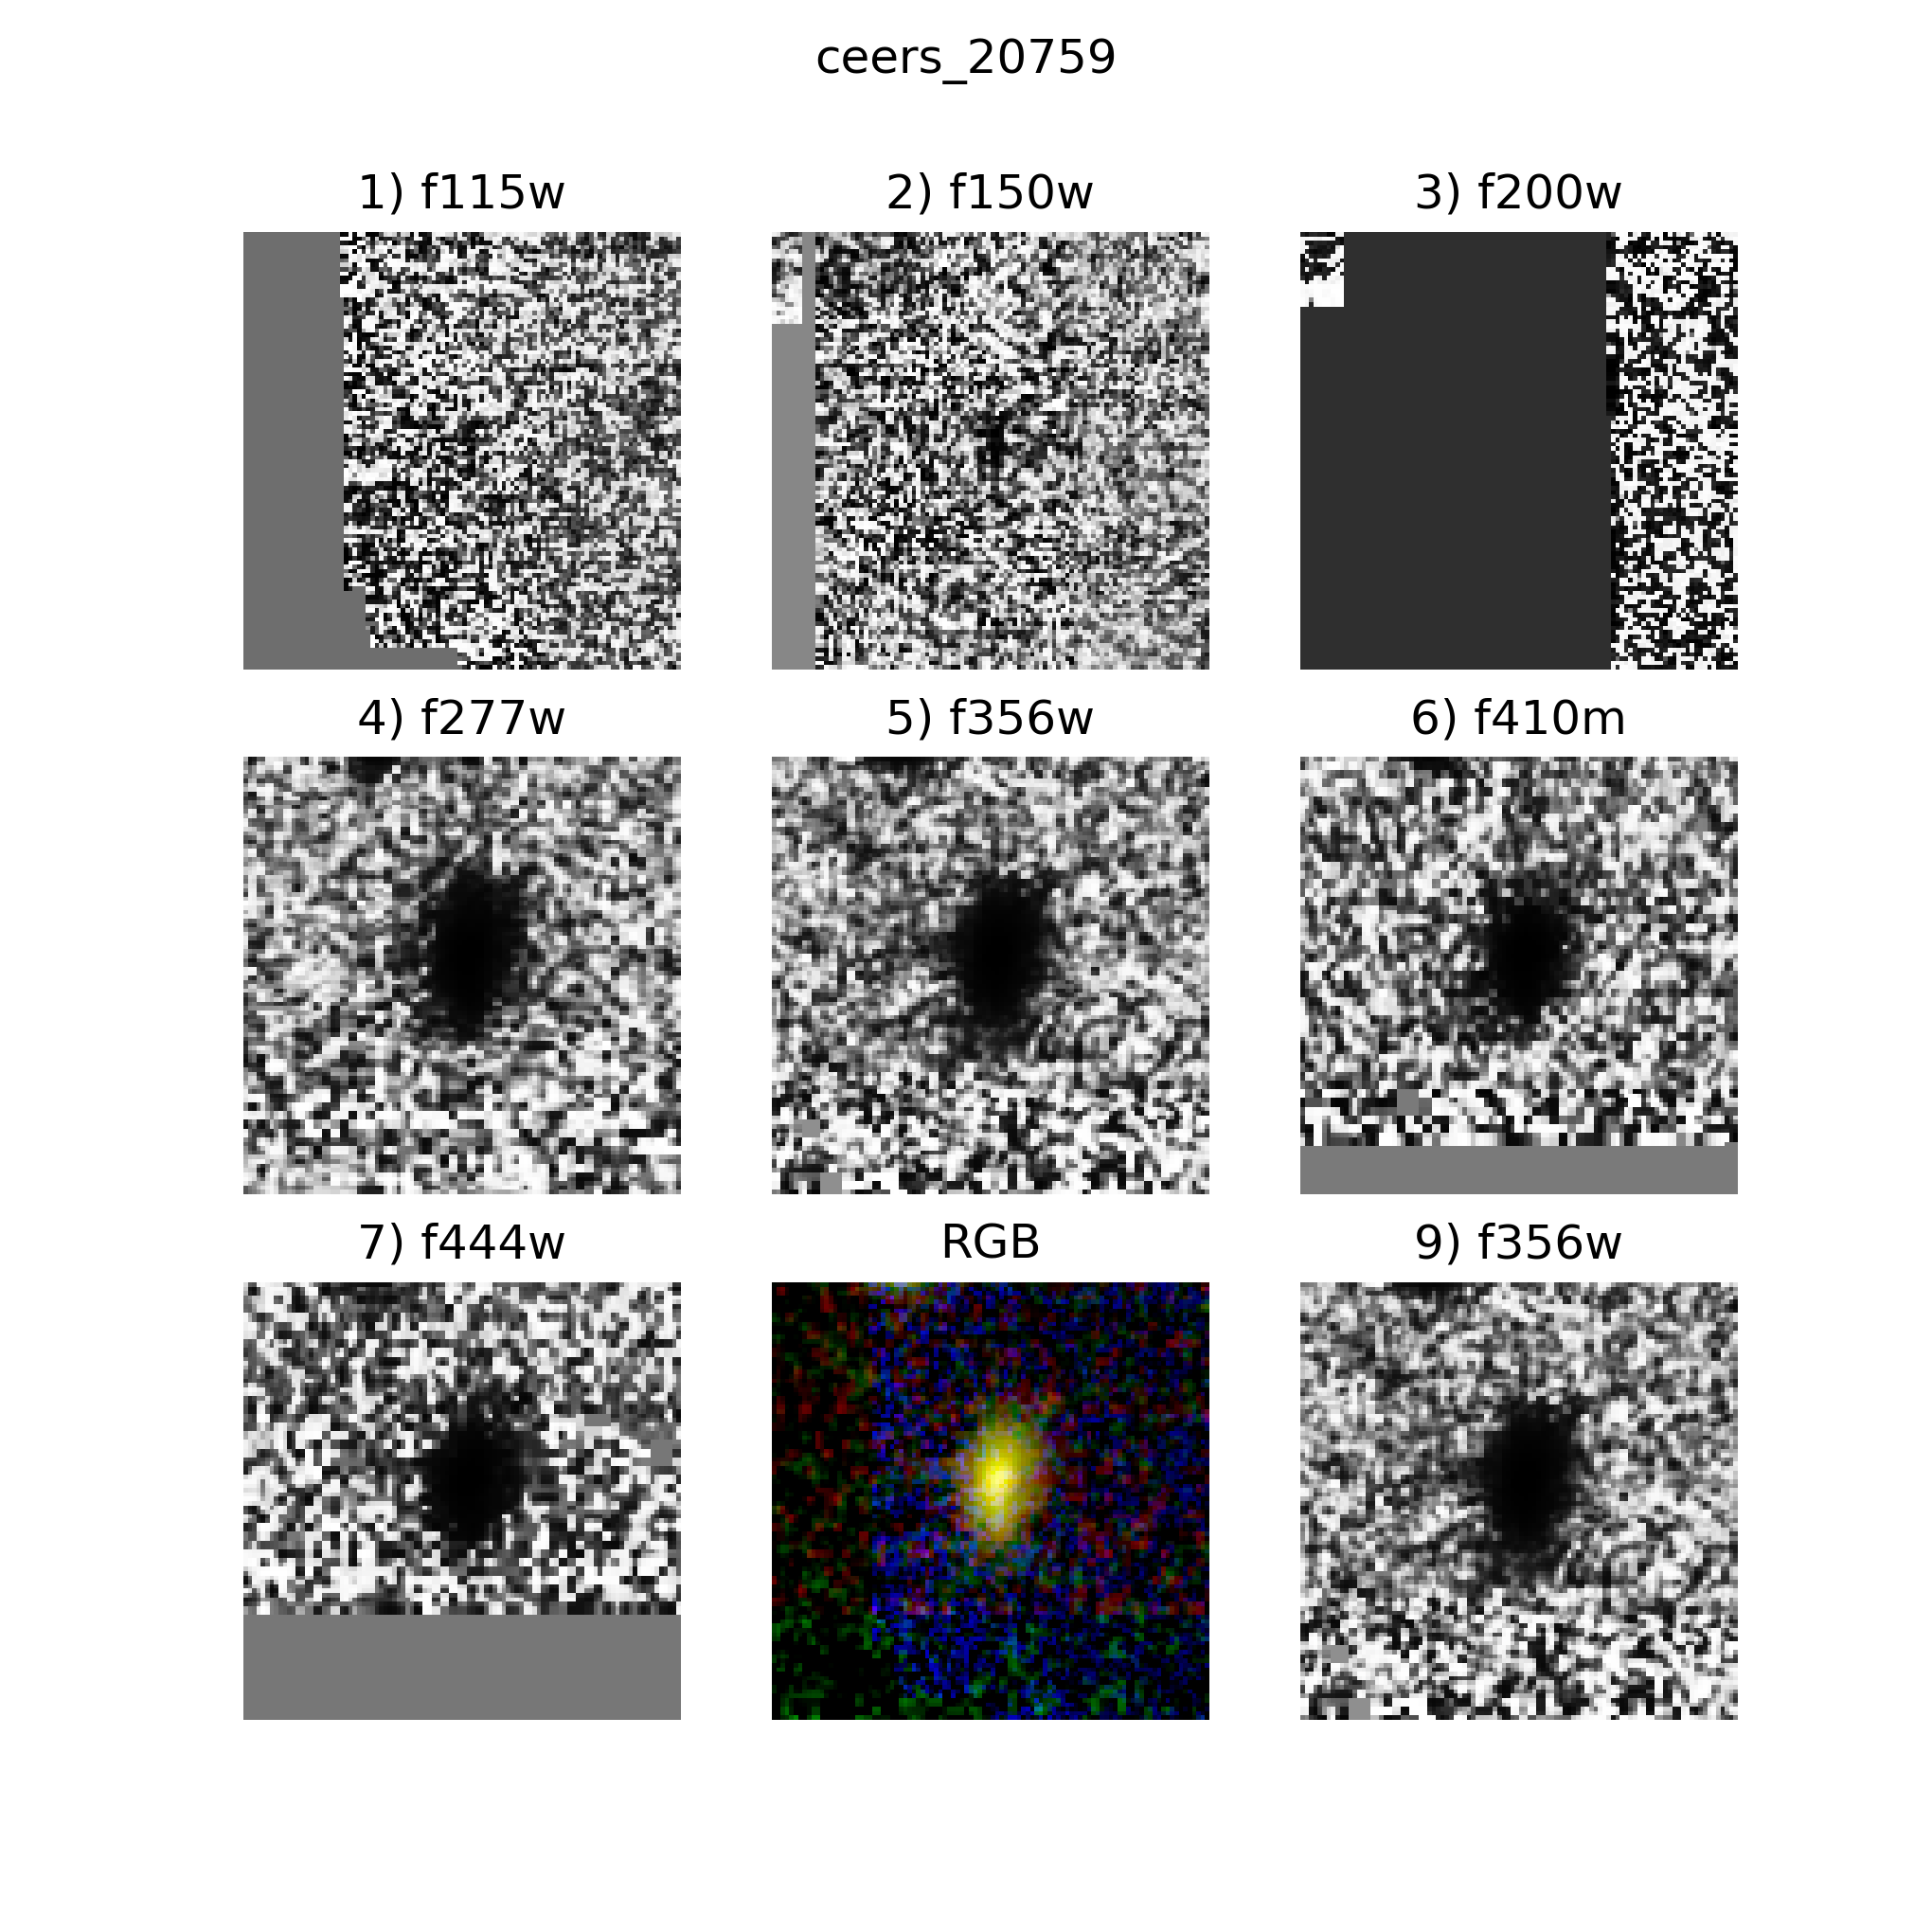 ceers_20759
1) f115w
2) f150w
3) f200w
4) f277w
5) f356w
6) f410m
7) f444w
RGB
9) f356w